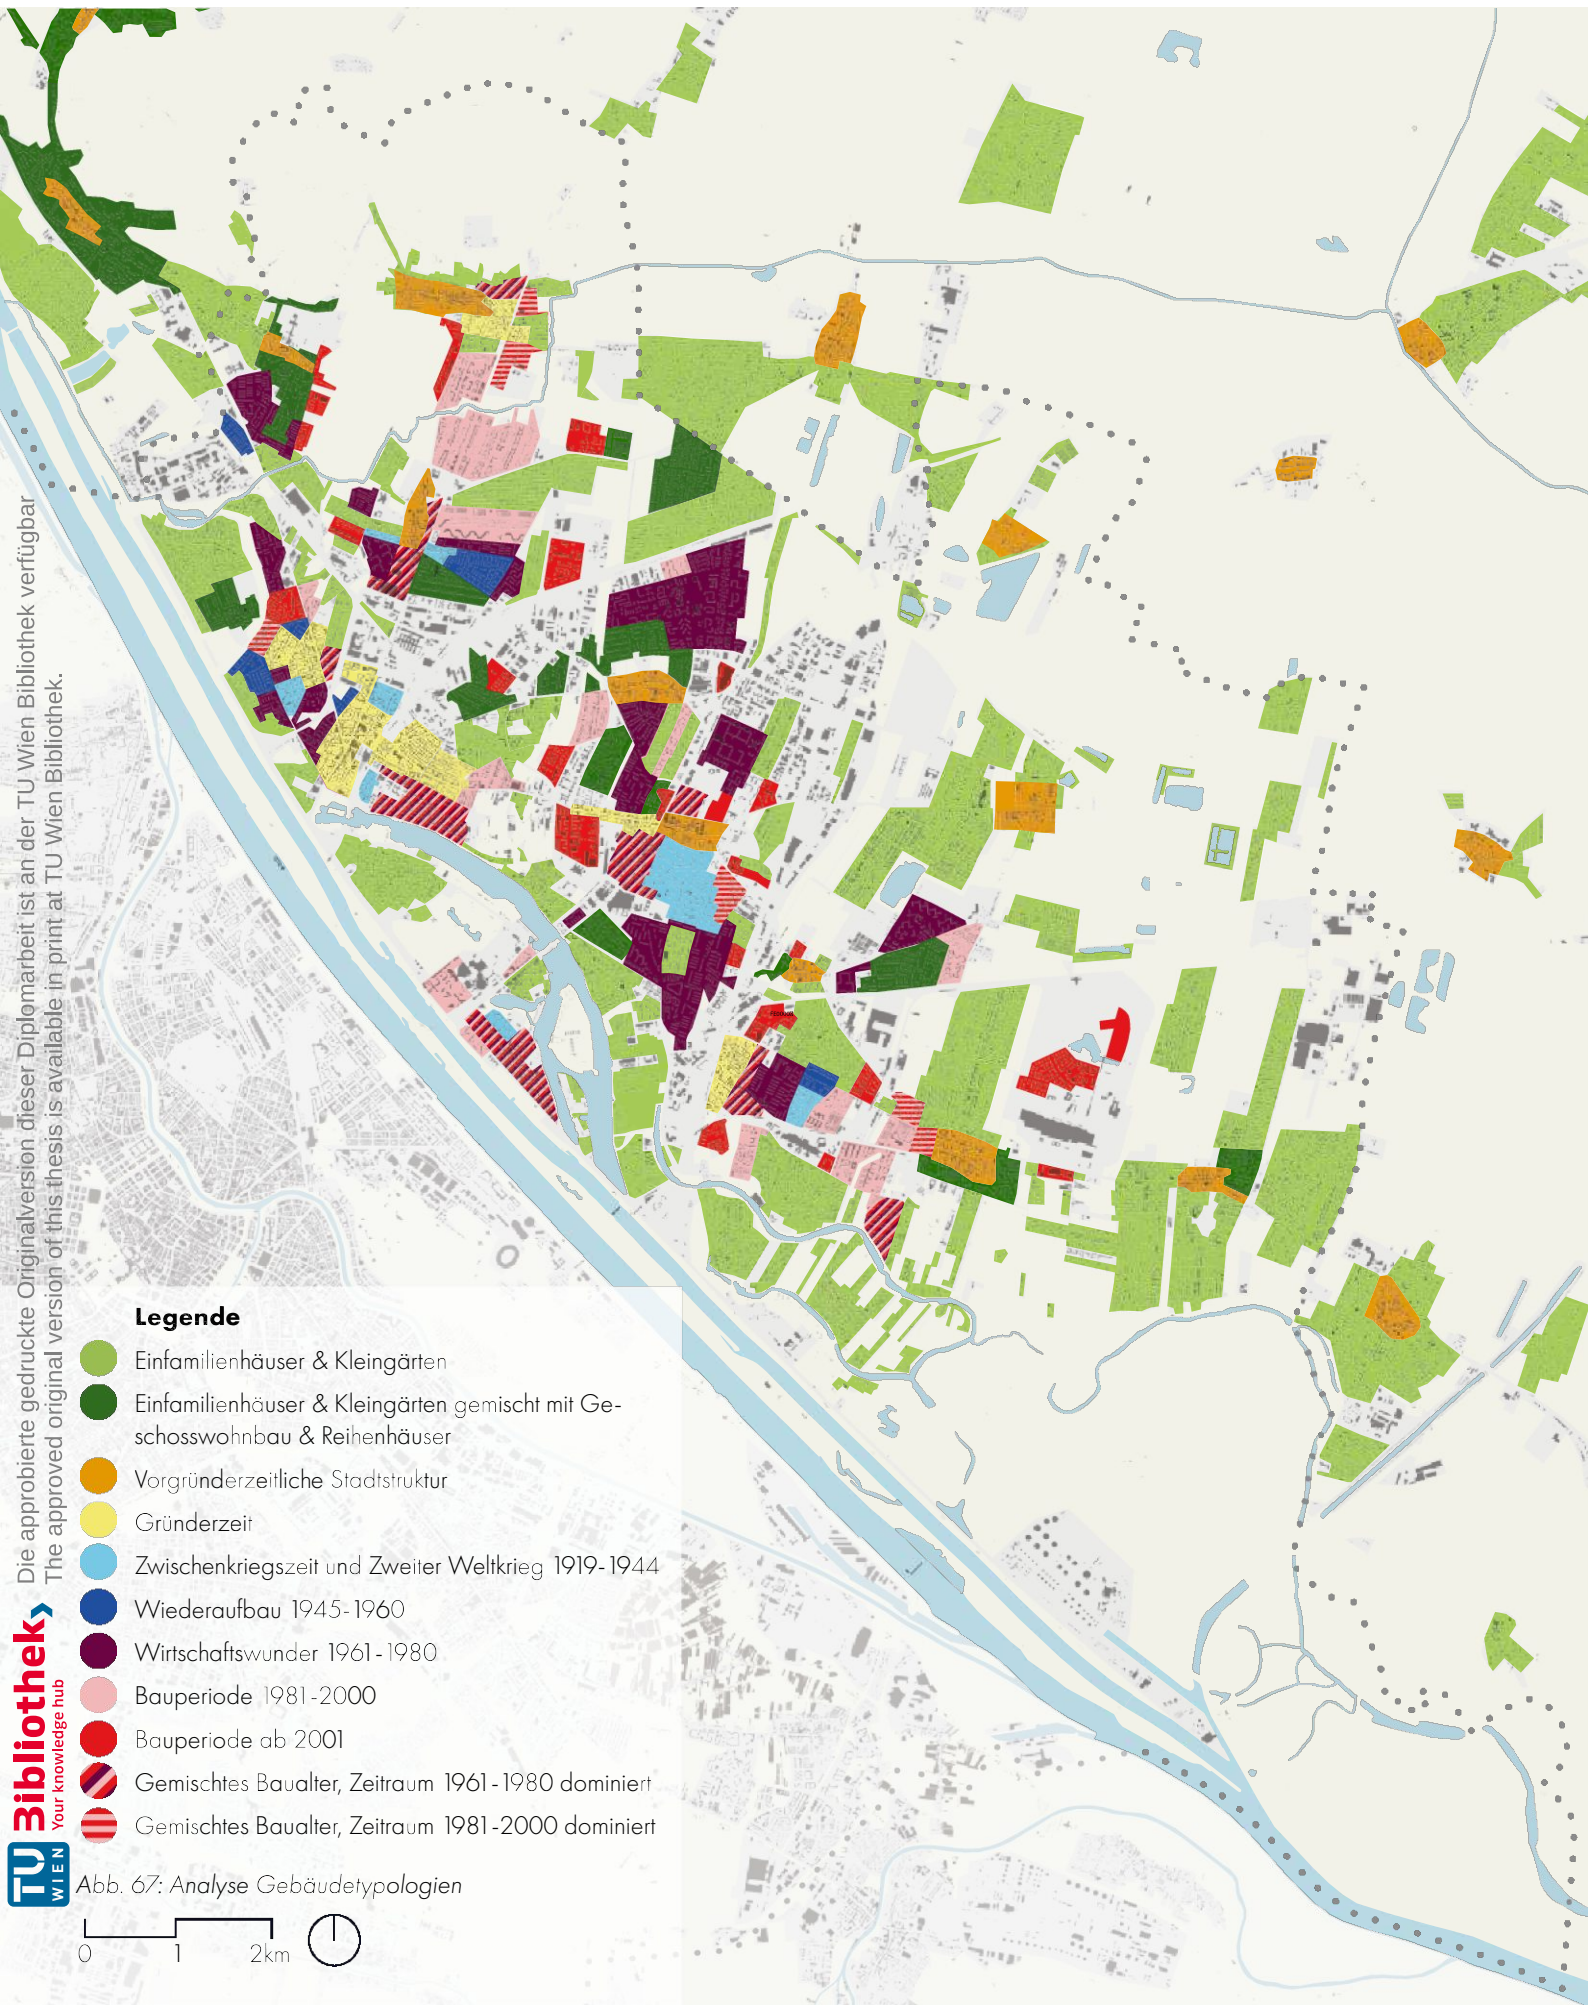 Die approbierte gedruckte Originalversion dieser Diplomarbeit ist an der TU Wien Bibliothek verfügbar
The approved original version of this thesis is available in print at TU Wien Bibliothek.
Legende
Einfamilienhäuser & Kleingärten
Einfamilienhäuser & Kleingärten gemischt mit Ge-
schosswohnbau & Reihenhäuser
Vorgründerzeitliche Stadtstruktur
Gründerzeit
Zwischenkriegszeit und Zweiter Weltkrieg 1919-1944
Wiederaufbau 1945-1960
Wirtschaftswunder 1961-1980
Bauperiode 1981-2000
Bauperiode ab 2001
Gemischtes Baualter, Zeitraum 1961-1980 dominiert
Gemischtes Baualter, Zeitraum 1981-2000 dominiert
Abb. 67: Analyse Gebäudetypologien
0 1 2km
TU WIEN
Bibliothek
Your knowledge hub